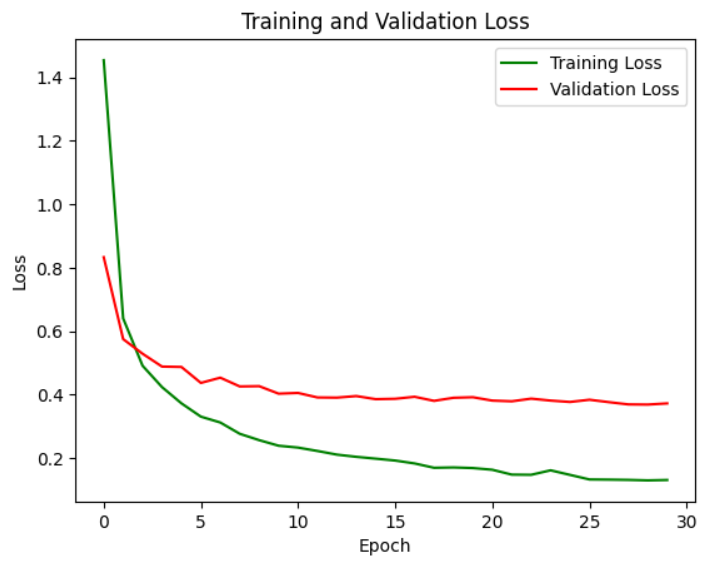 Training and Validation Loss
Training Loss
Validation Loss
1.4
1.2
1.0
0.8
0.6
0.4
0.2
Loss
0 5 10 15 20 25 30
Epoch